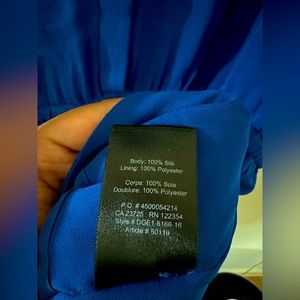 Body: 100% Silk
Lining: 100% Polyester
Corps: 100% Soie
Doublure: 100% Polyester
P.O. # 4500054214
CA 23725 RN 122354
Style # DGE1-8166-16
Article # 50119